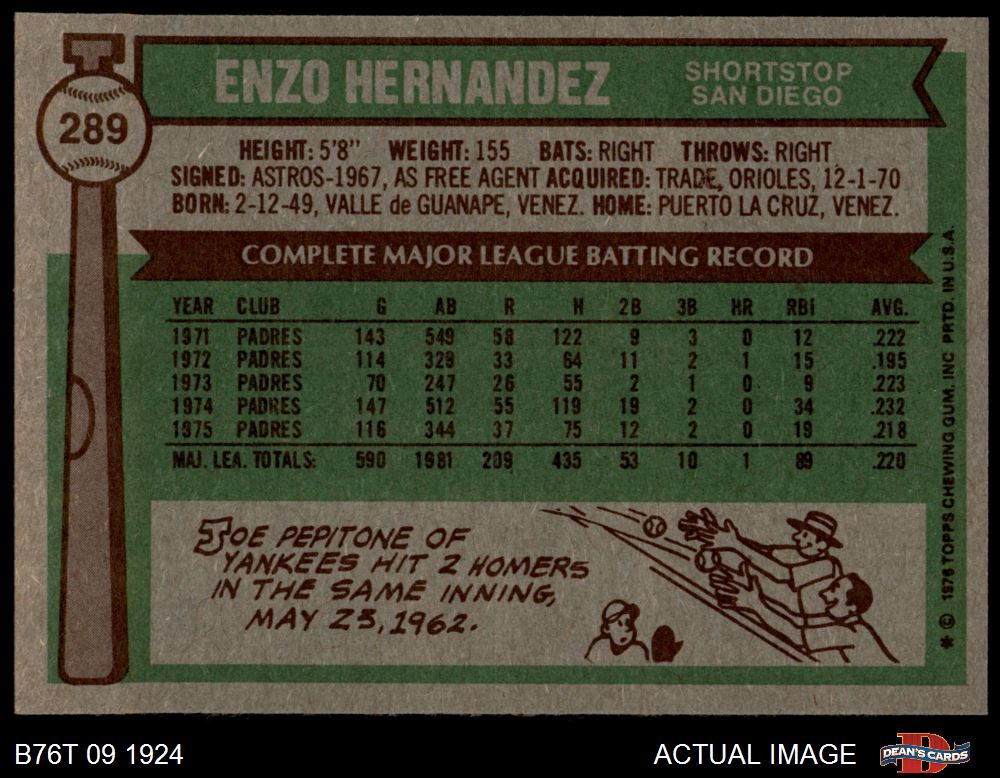 289
ENZO HERNANDEZ
SHORTSTOP
SAN DIEGO
HEIGHT: 5'8" WEIGHT: 155 BATS: RIGHT THROWS: RIGHT
SIGNED: ASTROS-1967, AS FREE AGENT ACQUIRED: TRADE, ORIOLES, 12-1-70
BORN: 2-12-49, VALLE de GUANAPE, VENEZ. HOME: PUERTO LA CRUZ, VENEZ.
COMPLETE MAJOR LEAGUE BATTING RECORD
YEAR CLUB G AB R H 2B 3B HR RBI AVG.
1971 PADRES 143 549 58 122 9 3 0 12 .222
1972 PADRES 114 329 33 64 11 2 1 15 .195
1973 PADRES 70 247 26 55 2 1 0 9 .223
1974 PADRES 147 512 55 119 19 2 0 34 .232
1975 PADRES 116 344 37 75 12 2 0 19 .218
MAJ. LEA. TOTALS: 590 1981 209 435 53 10 1 89 .220
JOE PEPITONE OF
YANKEES HIT 2 HOMERS
IN THE SAME INNING,
MAY 23, 1962.
* © 1976 TOPPS CHEWING GUM, INC PRTD. IN U.S.A.
B76T 09 1924
ACTUAL IMAGE
D
DEAN'S CARDS